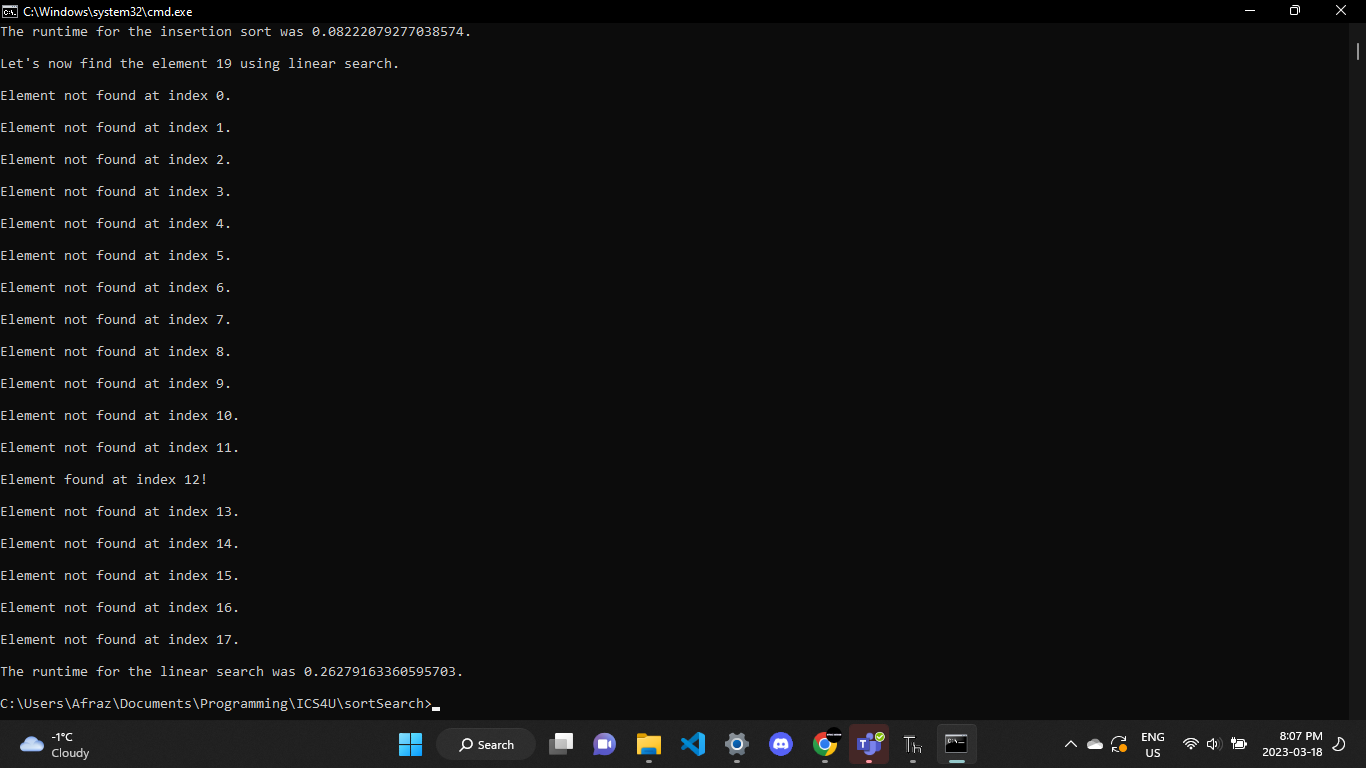 C:\Windows\system32\cmd.exe
The runtime for the insertion sort was 0.08222079277038574.
Let's now find the element 19 using linear search.
Element not found at index 0.
Element not found at index 1.
Element not found at index 2.
Element not found at index 3.
Element not found at index 4.
Element not found at index 5.
Element not found at index 6.
Element not found at index 7.
Element not found at index 8.
Element not found at index 9.
Element not found at index 10.
Element not found at index 11.
Element found at index 12!
Element not found at index 13.
Element not found at index 14.
Element not found at index 15.
Element not found at index 16.
Element not found at index 17.
The runtime for the linear search was 0.26279163360595703.
C:\Users\Afraz\Documents\Programming\ICS4U\sortSearch>
-1°C
Cloudy
Search
ENG
US
8:07 PM
2023-03-18